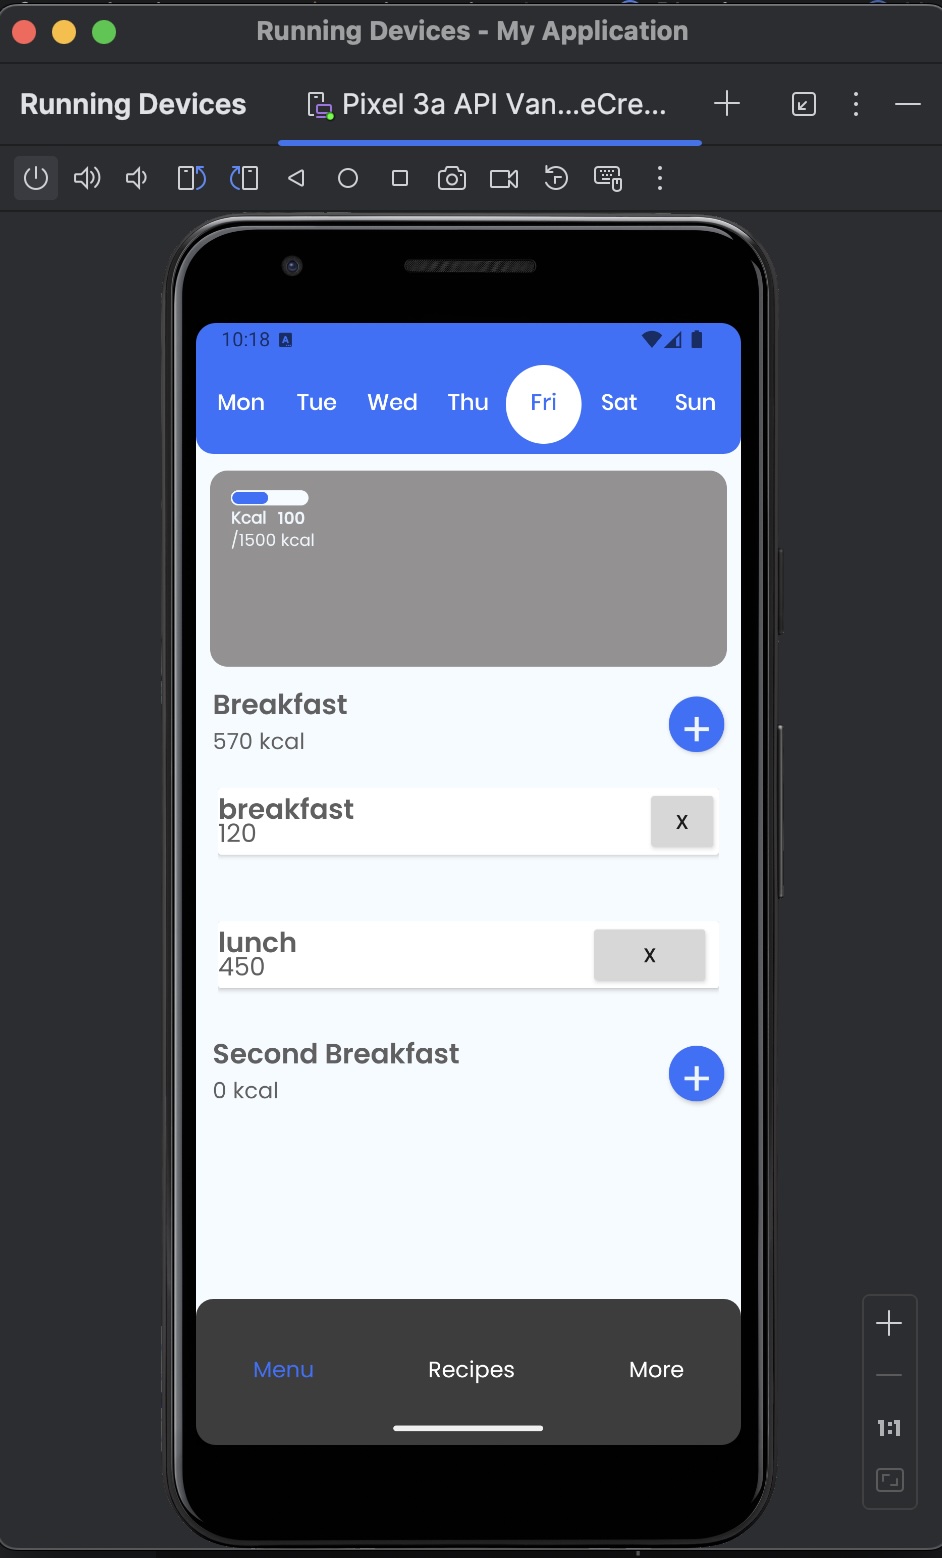 Running Devices - My Application
Running Devices
Pixel 3a API Van...eCre...
10:18 A
Mon Tue Wed Thu Fri Sat Sun
Kcal 100
/1500 kcal
Breakfast
570 kcal
breakfast
120
X
lunch
450
X
Second Breakfast
0 kcal
Menu Recipes More
1:1